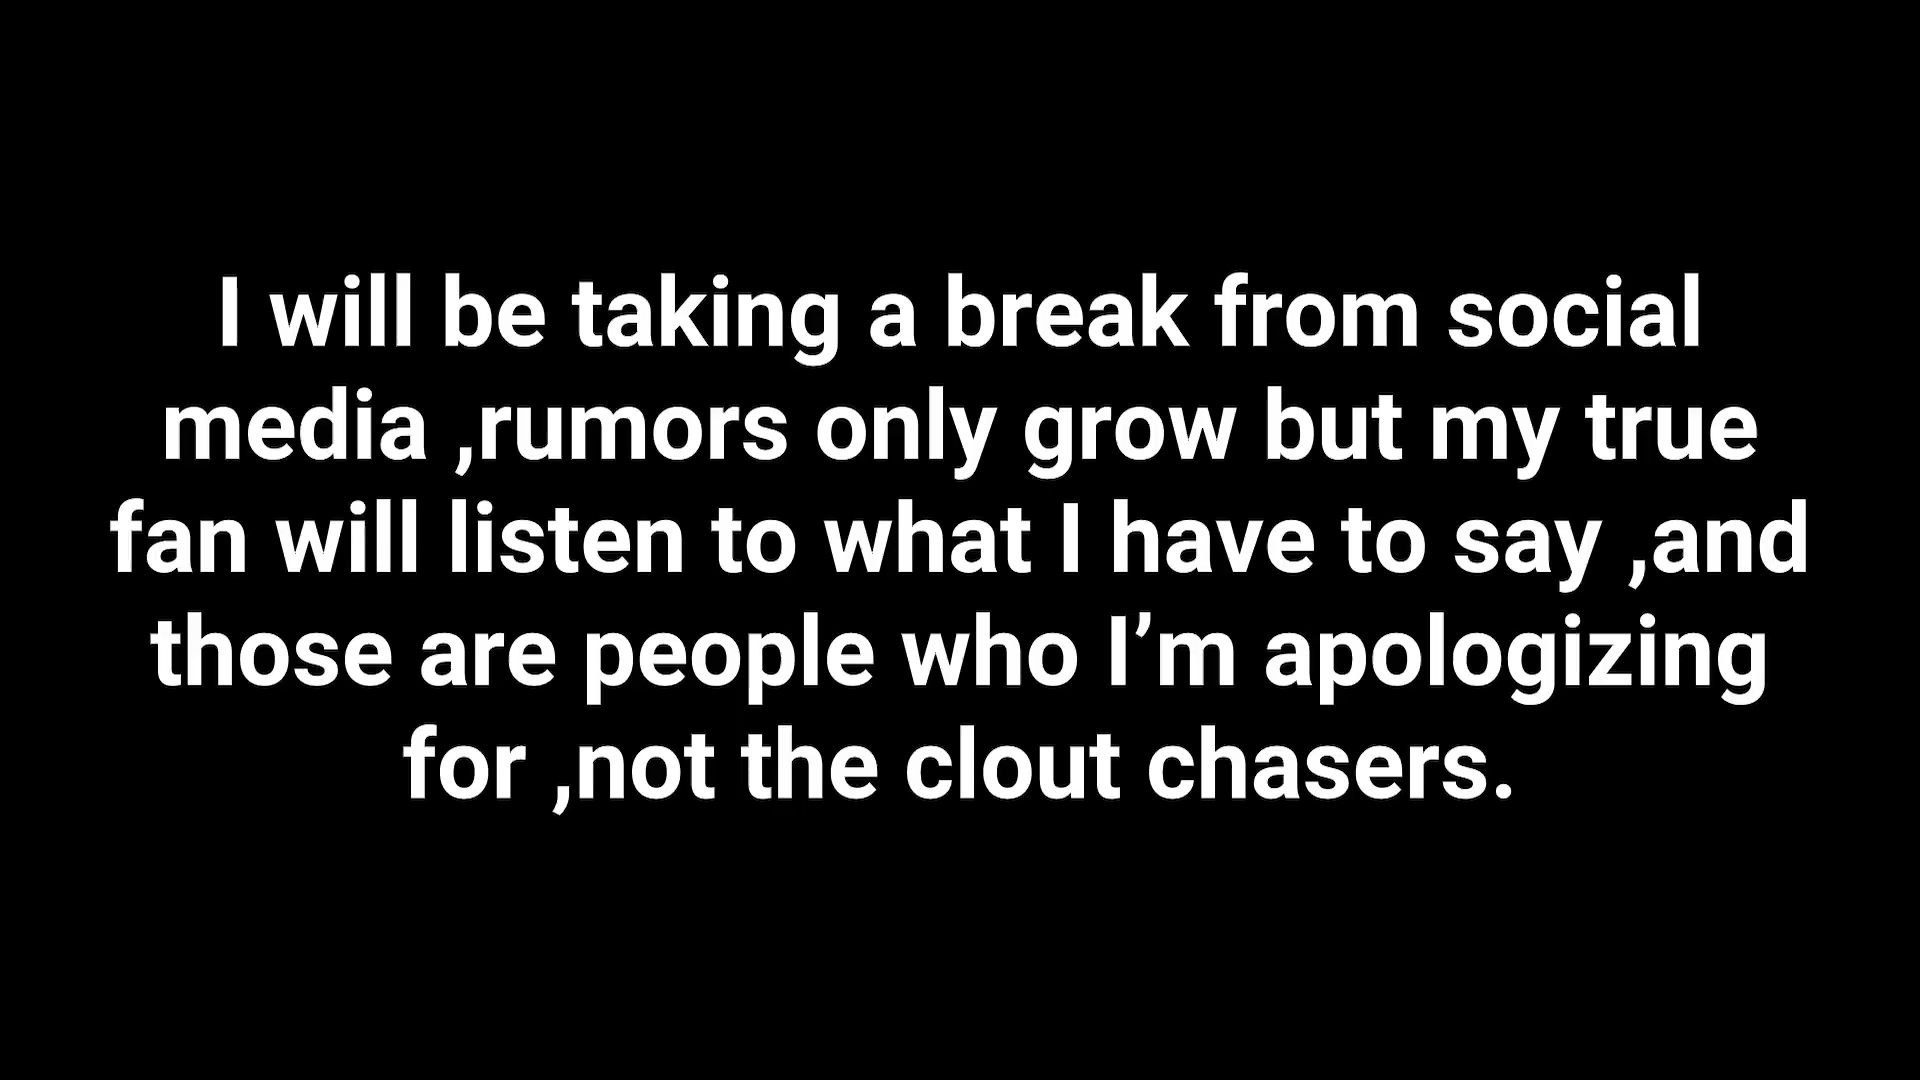 I will be taking a break from social
media ,rumors only grow but my true
fan will listen to what I have to say ,and
those are people who I’m apologizing
for ,not the clout chasers.